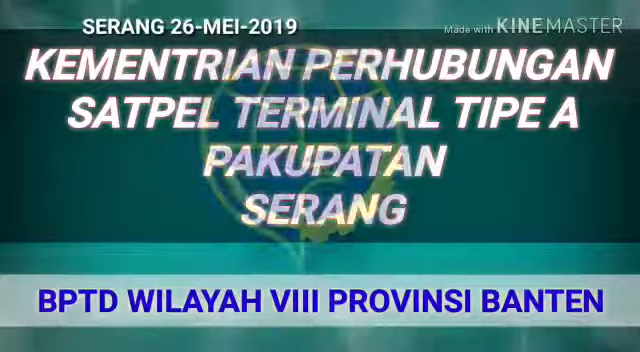 SERANG 26-MEI-2019
Made with KINEMASTER
KEMENTRIAN PERHUBUNGAN
SATPEL TERMINAL TIPE A
PAKUPATAN
SERANG
BPTD WILAYAH VIII PROVINSI BANTEN